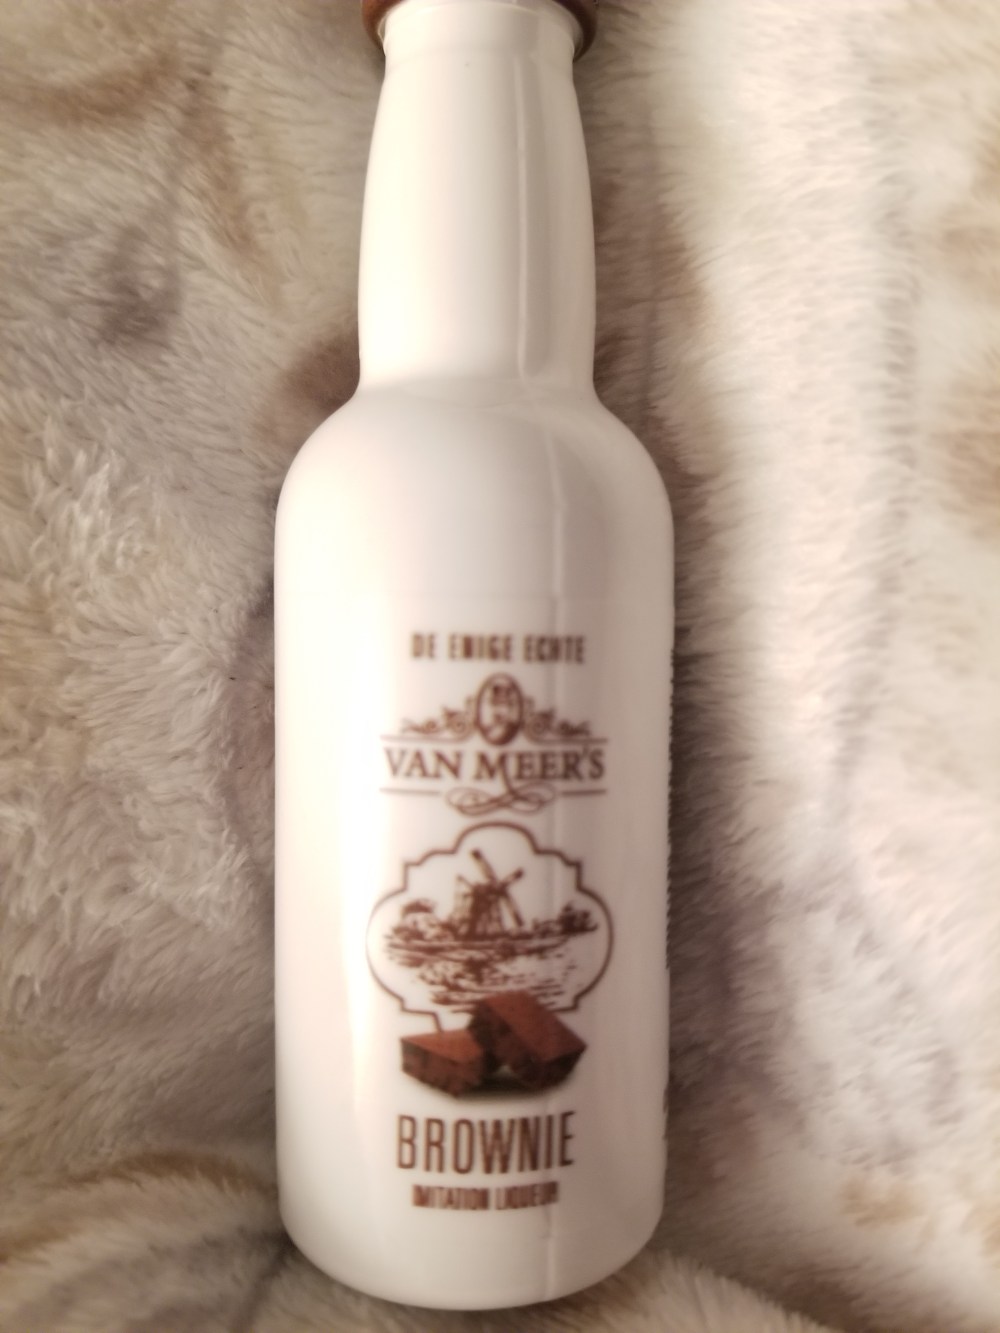 DE ENIGE ECHTE
VAN MEER'S
BROWNIE
IMITATION LIQUEUR